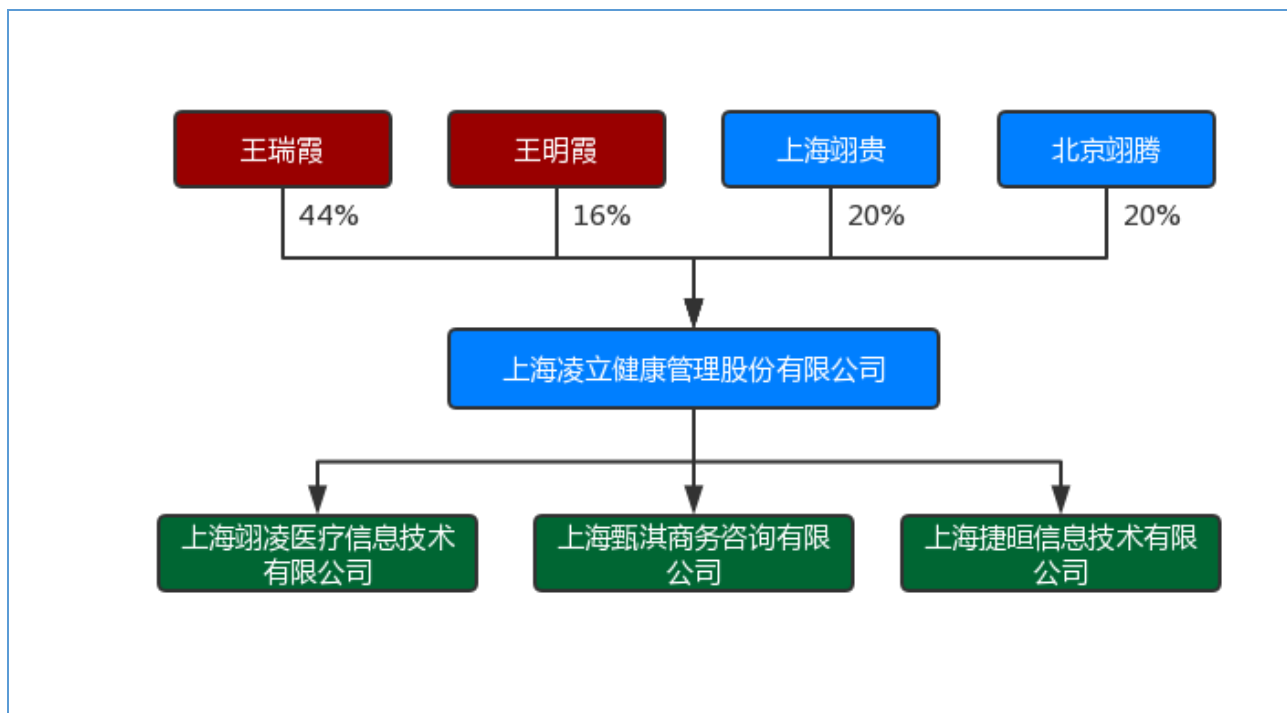 王瑞霞
王明霞
上海翊贵
北京翊腾
44%
16%
20%
20%
上海凌立健康管理股份有限公司
上海翊凌医疗信息技术
有限公司
上海甄淇商务咨询有限
公司
上海捷晅信息技术有限
公司